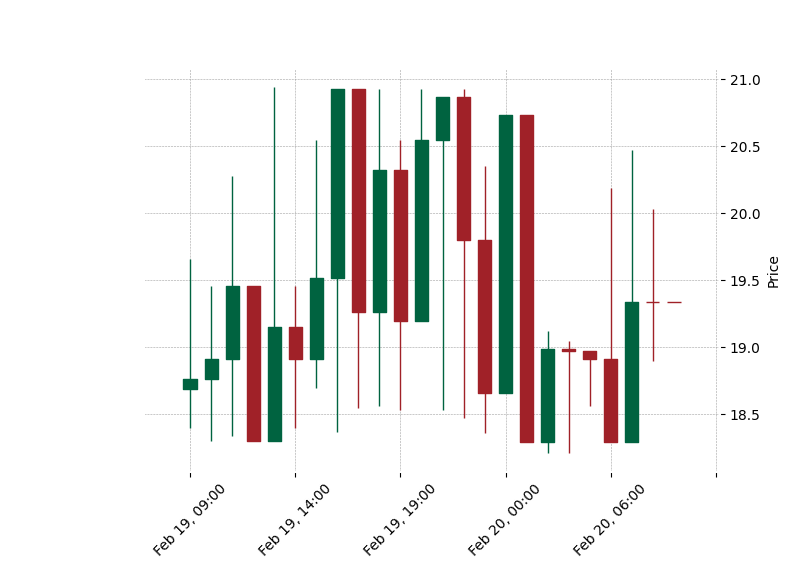 21.0
20.5
20.0
19.5
19.0
18.5
Price
Feb 19, 09:00
Feb 19, 14:00
Feb 19, 19:00
Feb 20, 00:00
Feb 20, 06:00